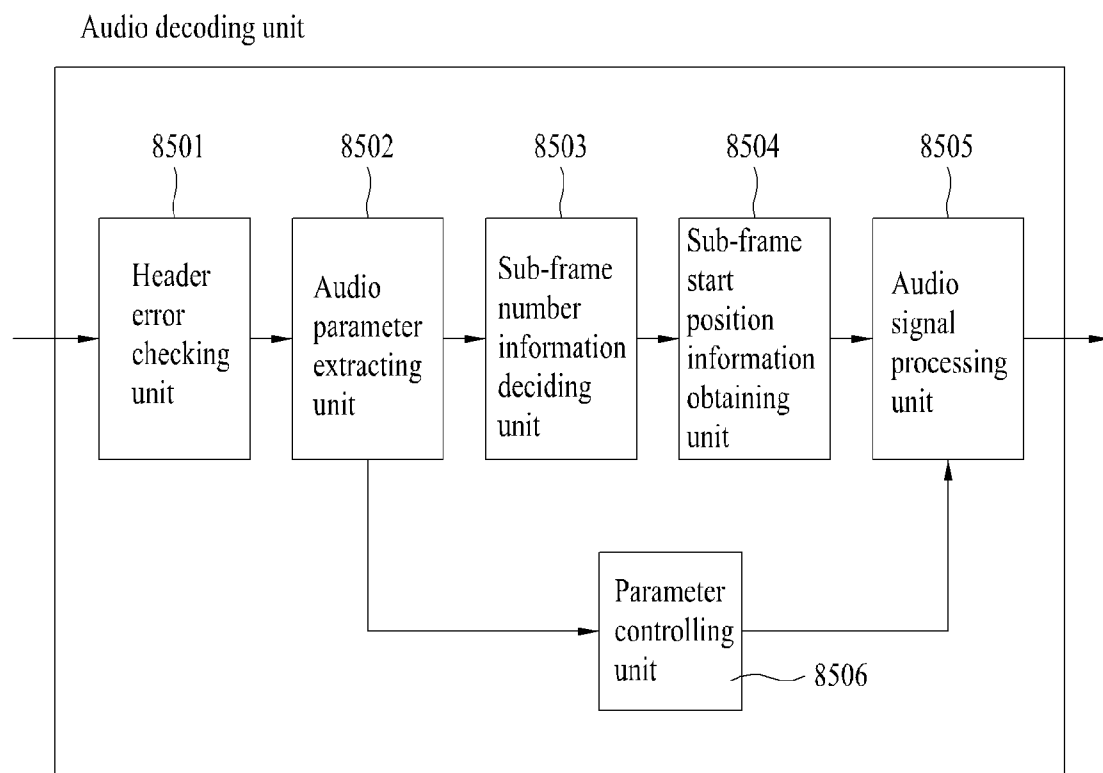 Audio decoding unit
8501
8502
8503
8504
8505
Header
error
checking
unit
Audio
parameter
extracting
unit
Sub-frame
number
information
deciding
unit
Sub-frame
start
position
information
obtaining
unit
Audio
signal
processing
unit
Parameter
controlling
unit
8506